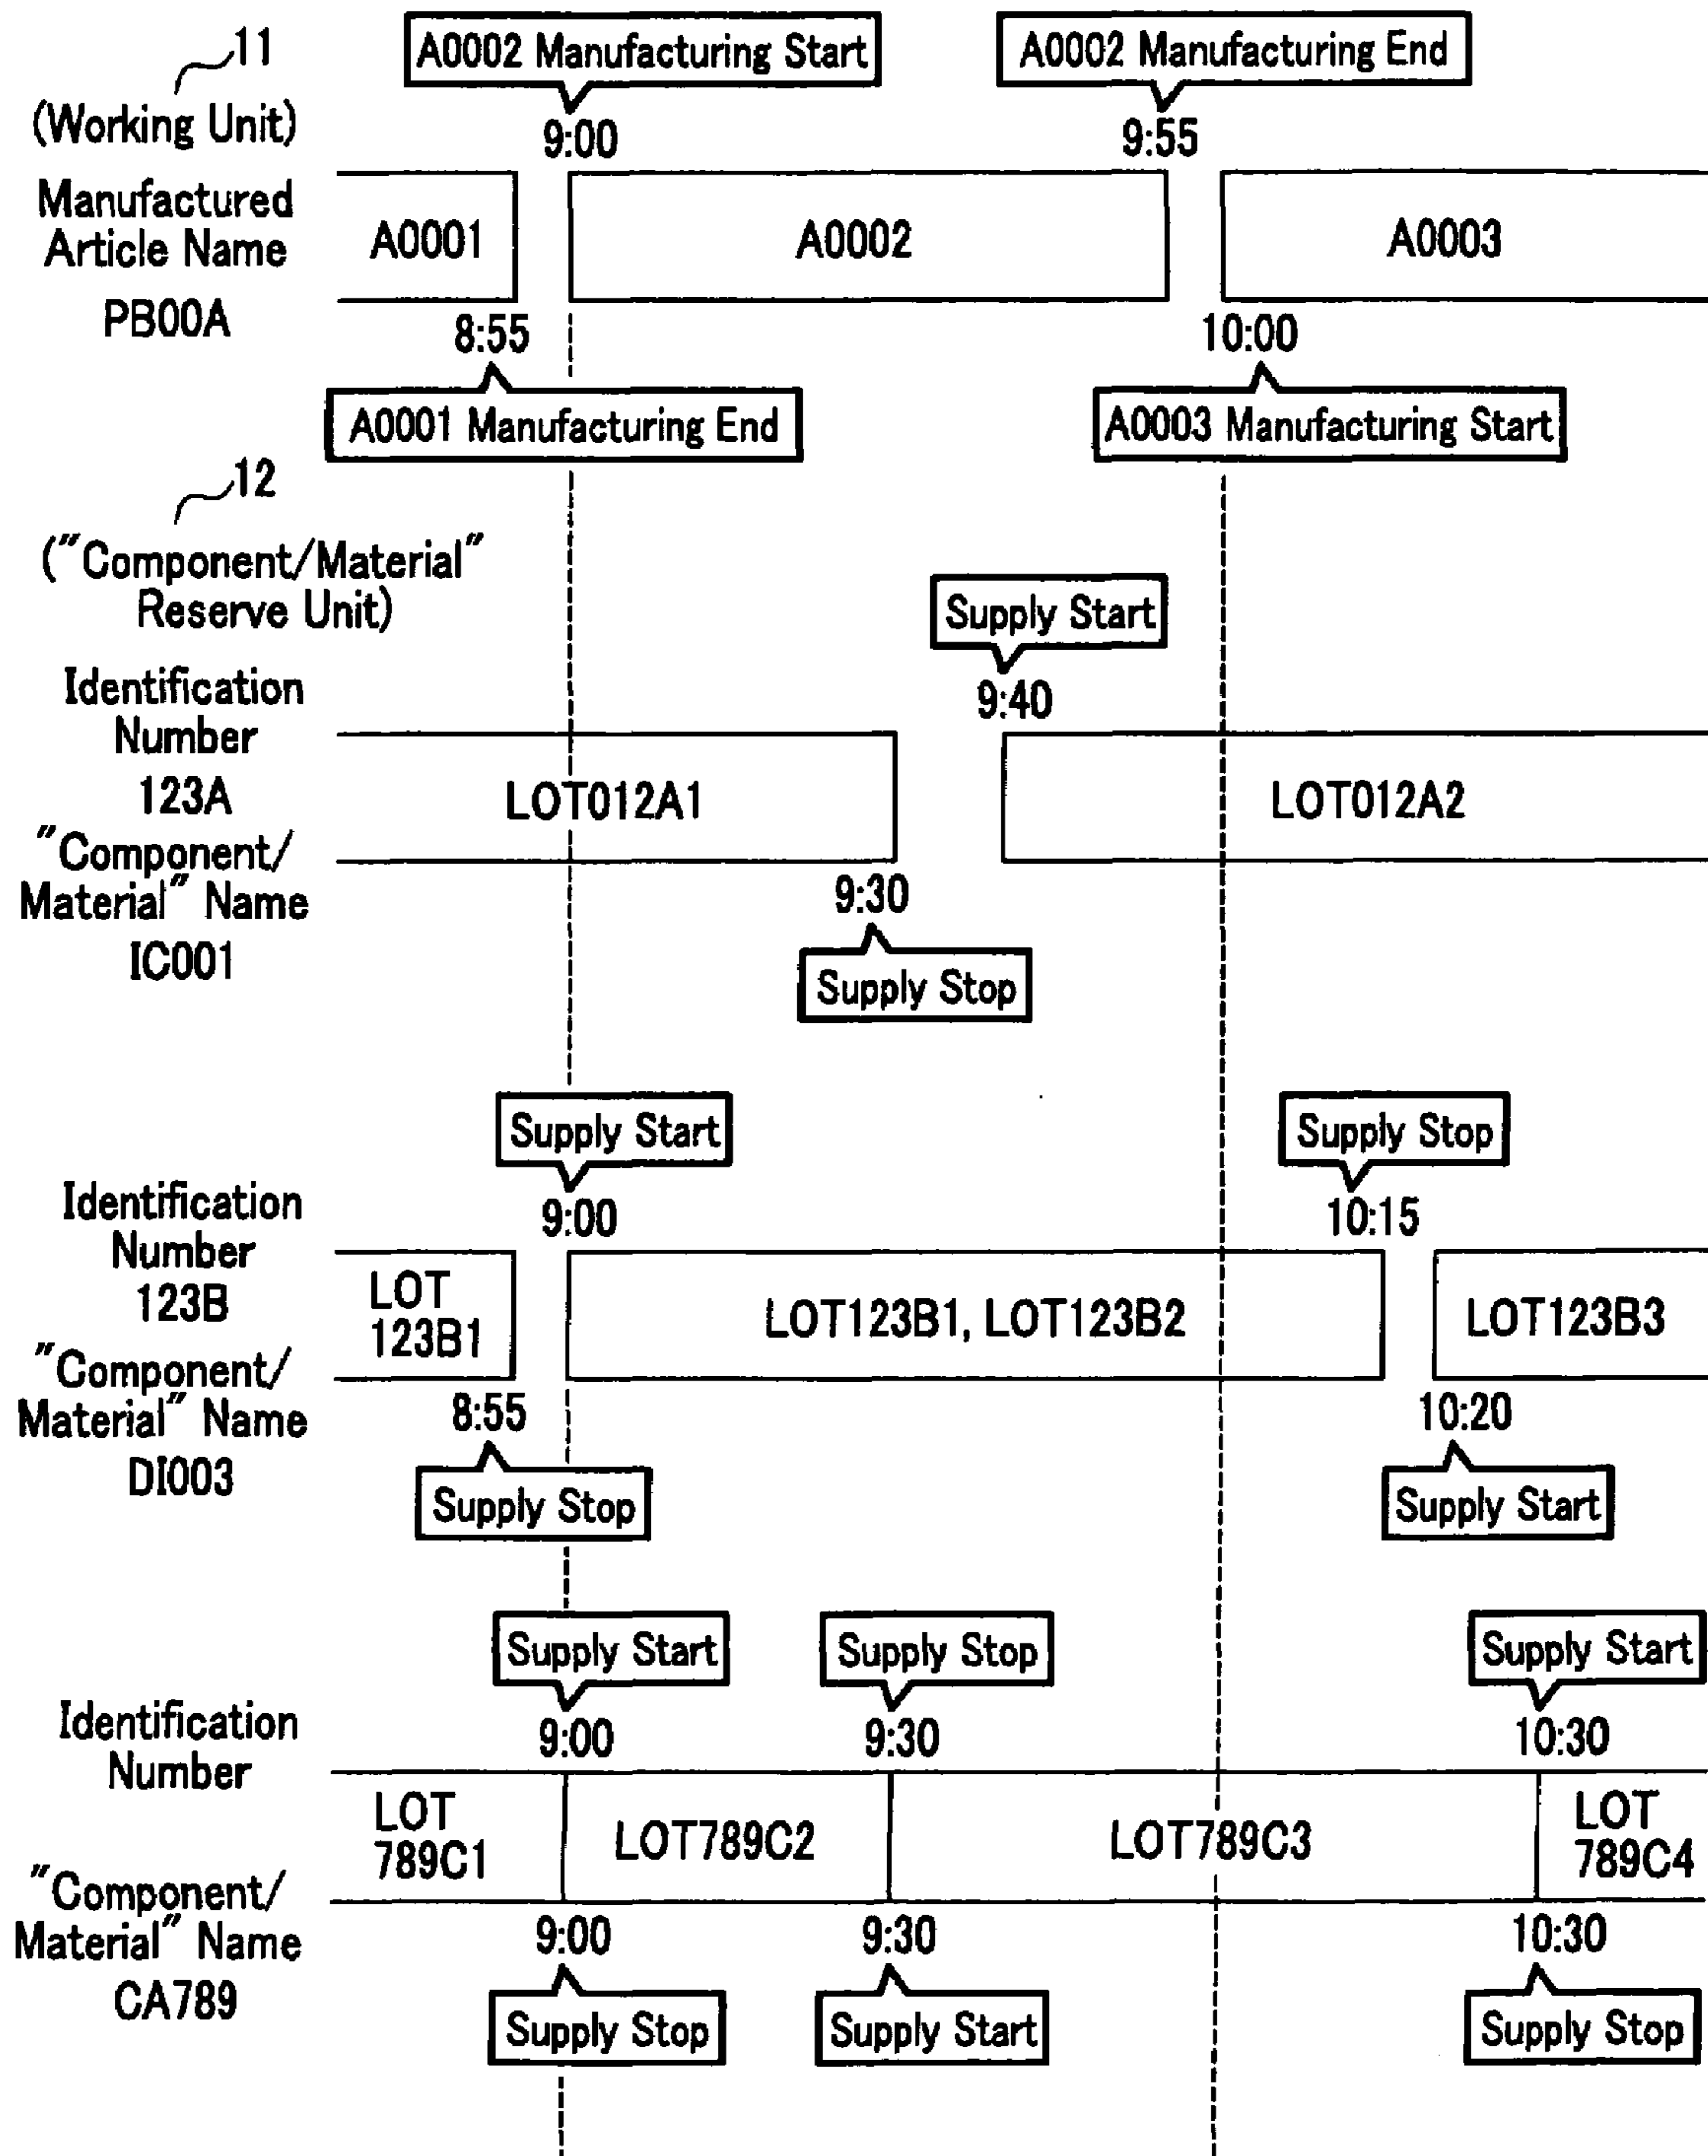 11
(Working Unit)
A0002 Manufacturing Start
A0002 Manufacturing End
9:00
9:55
Manufactured
Article Name
PB00A
A0001
A0002
A0003
8:55
10:00
A0001 Manufacturing End
A0003 Manufacturing Start
12
("Component/Material"
Reserve Unit)
Supply Start
9:40
Identification
Number
123A
"Component/
Material" Name
IC001
LOT012A1
LOT012A2
9:30
Supply Stop
Supply Start
Supply Stop
9:00
10:15
Identification
Number
123B
"Component/
Material" Name
DI003
LOT
123B1
LOT123B1, LOT123B2
LOT123B3
8:55
10:20
Supply Stop
Supply Start
Supply Start
Supply Stop
Supply Start
9:00
9:30
10:30
Identification
Number
"Component/
Material" Name
CA789
LOT
789C1
LOT789C2
LOT789C3
LOT
789C4
9:00
9:30
10:30
Supply Stop
Supply Start
Supply Stop